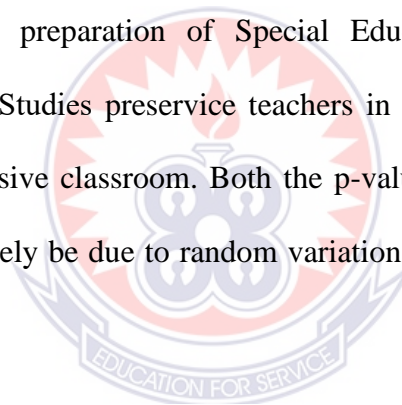 preparation of Special Edu
Studies preservice teachers in
sive classroom. Both the p-val
ely be due to random variation
EDUCATION FOR SERVICE